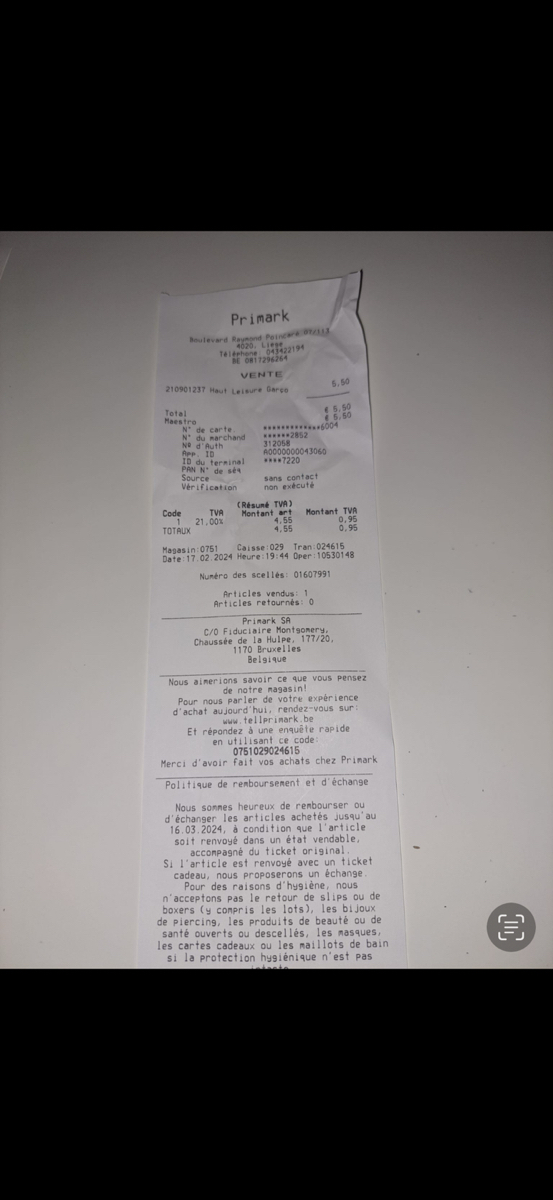 Primark
Boulevard Raymond Poincaré 07/113
4020, Liege
Téléphone: 043422194
BE 0817296264
VENTE
210901237 Haut Leisure Garço 5,50
Total € 5,50
Maestro € 5,50
N° de carte *************6004
N° du marchand ******2852
Nº d'Auth 312058
App. ID A0000000043060
ID du terminal ****7220
PAN N° de séq
Source sans contact
Vérification non exécuté
(Résumé TVA)
Code TVA Montant art Montant TVA
1 21,00% 4,55 0,95
TOTAUX 4,55 0,95
Magasin:0751 Caisse:029 Tran:024615
Date:17.02.2024 Heure:19:44 Oper:10530148
Numéro des scellés: 01607991
Articles vendus: 1
Articles retournés: 0
Primark SA
C/O Fiduciaire Montgomery,
Chaussée de la Hulpe, 177/20,
1170 Bruxelles
Belgique
Nous aimerions savoir ce que vous pensez
de notre magasin!
Pour nous parler de votre expérience
d'achat aujourd'hui, rendez-vous sur:
www.tellprimark.be
Et répondez à une enquête rapide
en utilisant ce code:
0751029024615
Merci d'avoir fait vos achats chez Primark
Politique de remboursement et d'échange
Nous sommes heureux de rembourser ou
d'échanger les articles achetés jusqu'au
16.03.2024, à condition que l'article
soit renvoyé dans un état vendable,
accompagné du ticket original.
Si l'article est renvoyé avec un ticket
cadeau, nous proposerons un échange.
Pour des raisons d'hygiène, nous
n'acceptons pas le retour de slips ou de
boxers (y compris les lots), les bijoux
de piercing, les produits de beauté ou de
santé ouverts ou descellés, les masques,
les cartes cadeaux ou les maillots de bain
si la protection hygiénique n'est pas